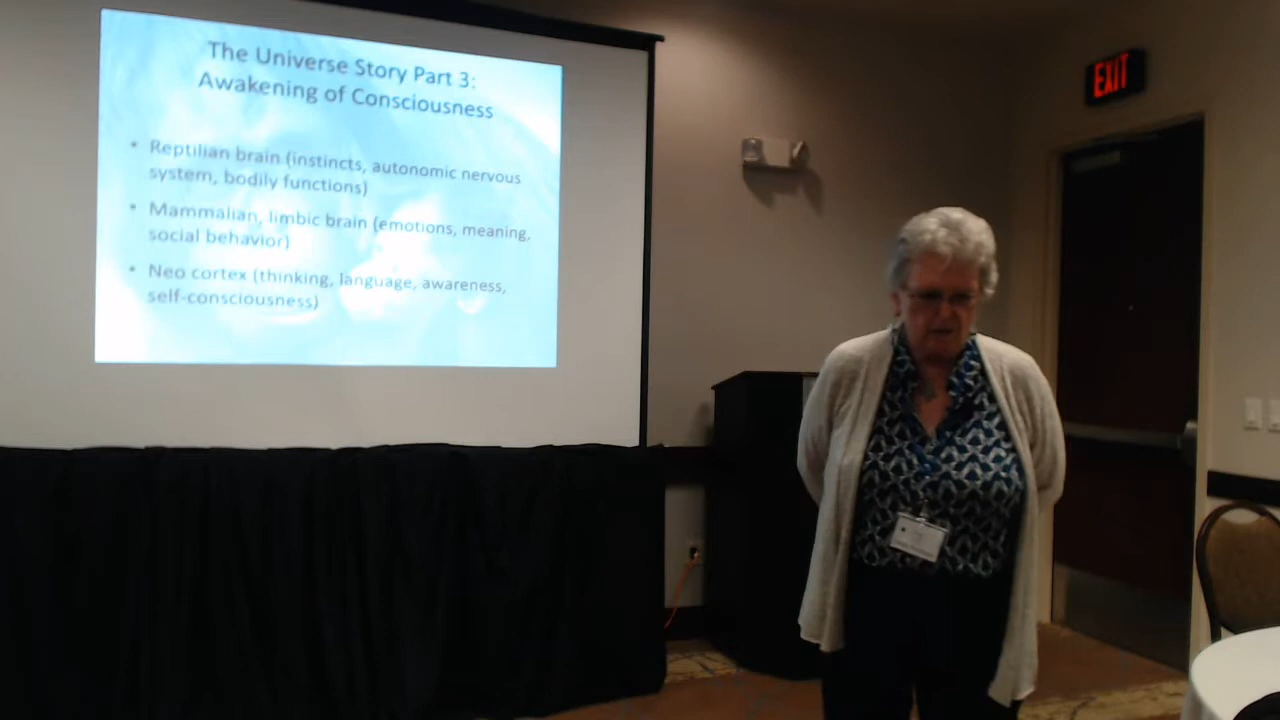 The Universe Story Part 3:
Awakening of Consciousness
• Reptilian brain (instincts, autonomic nervous
system, bodily functions)
• Mammalian, limbic brain (emotions, meaning,
social behavior)
• Neo cortex (thinking, language, awareness,
self-consciousness)
EXIT